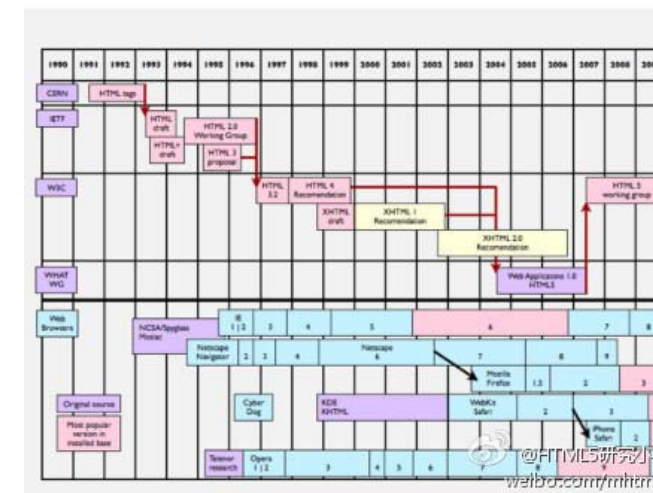 1990 1991 1992 1993 1994 1995 1996 1997 1998 1999 2000 2001 2002 2003 2004 2005 2006 2007 2008
CERN
HTML tags
IETF
HTML
draft
HTML+
draft
HTML 2.0
Working Group
HTML 3
proposal
W3C
HTML
3.2
HTML 4
Recomendation
XHTML
draft
XHTML 1
Recomendation
XHTML 2.0
Recomendation
HTML 5
working group
WHAT
WG
Web Applications 1.0
HTML5
Web
Browsers
NCSA/Spyglass
Mosaic
IE
1 | 2 3 4 5 6 7 8
Netscape
Navigator 2 3 4
Netscape
6 7 8 9
Mozilla
Firefox 1.5 2 3
Original source
Most popular
version in
installed base
Cyber
Dog
KDE
KHTML
WebKit
Safari 2 3
iPhone
Safari 2
Telenor
research
Opera
1 | 2 3 4 5 6 7 8 9
@HTML5研究小
weibo.com/mhtm